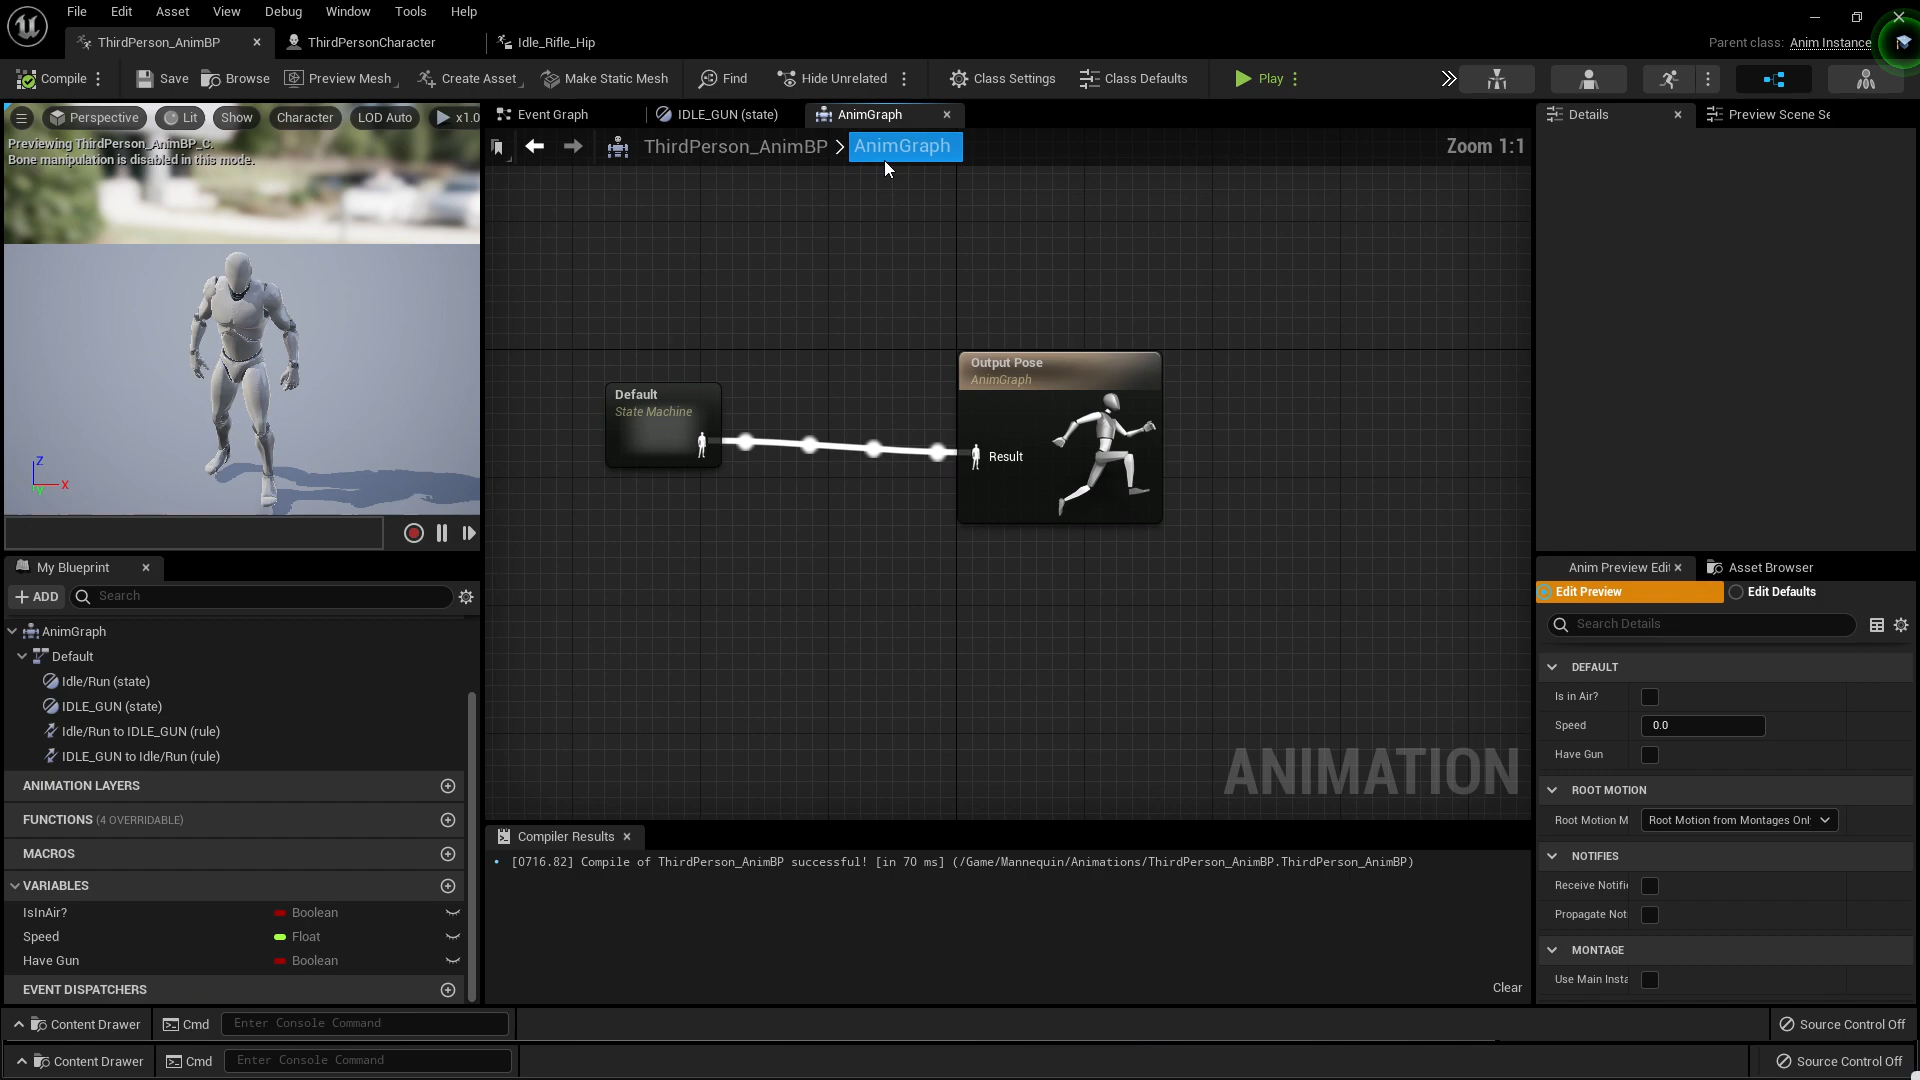 File Edit Asset View Debug Window Tools Help
ThirdPerson_AnimBP ThirdPersonCharacter Idle_Rifle_Hip
Parent class: Anim Instance
Compile Save Browse Preview Mesh Create Asset Make Static Mesh Find Hide Unrelated Class Settings Class Defaults Play
Perspective Lit Show Character LOD Auto x1.0
Previewing ThirdPerson_AnimBP_C.
Bone manipulation is disabled in this mode.
Z
X
Y
Event Graph IDLE_GUN (state) AnimGraph
ThirdPerson_AnimBP > AnimGraph
Zoom 1:1
Default
State Machine
Output Pose
AnimGraph
Result
ANIMATION
Details Preview Scene Se
My Blueprint
ADD Search
AnimGraph
Default
Idle/Run (state)
IDLE_GUN (state)
Idle/Run to IDLE_GUN (rule)
IDLE_GUN to Idle/Run (rule)
ANIMATION LAYERS
FUNCTIONS (4 OVERRIDABLE)
MACROS
VARIABLES
IsInAir? Boolean
Speed Float
Have Gun Boolean
EVENT DISPATCHERS
Compiler Results
• [0716.82] Compile of ThirdPerson_AnimBP successful! [in 70 ms] (/Game/Mannequin/Animations/ThirdPerson_AnimBP.ThirdPerson_AnimBP)
Clear
Anim Preview Edit Asset Browser
Edit Preview Edit Defaults
Search Details
DEFAULT
Is in Air?
Speed 0.0
Have Gun
ROOT MOTION
Root Motion M Root Motion from Montages Onl
NOTIFIES
Receive Notifi
Propagate Not
MONTAGE
Use Main Insta
Content Drawer Cmd Enter Console Command Source Control Off
Content Drawer Cmd Enter Console Command Source Control Off